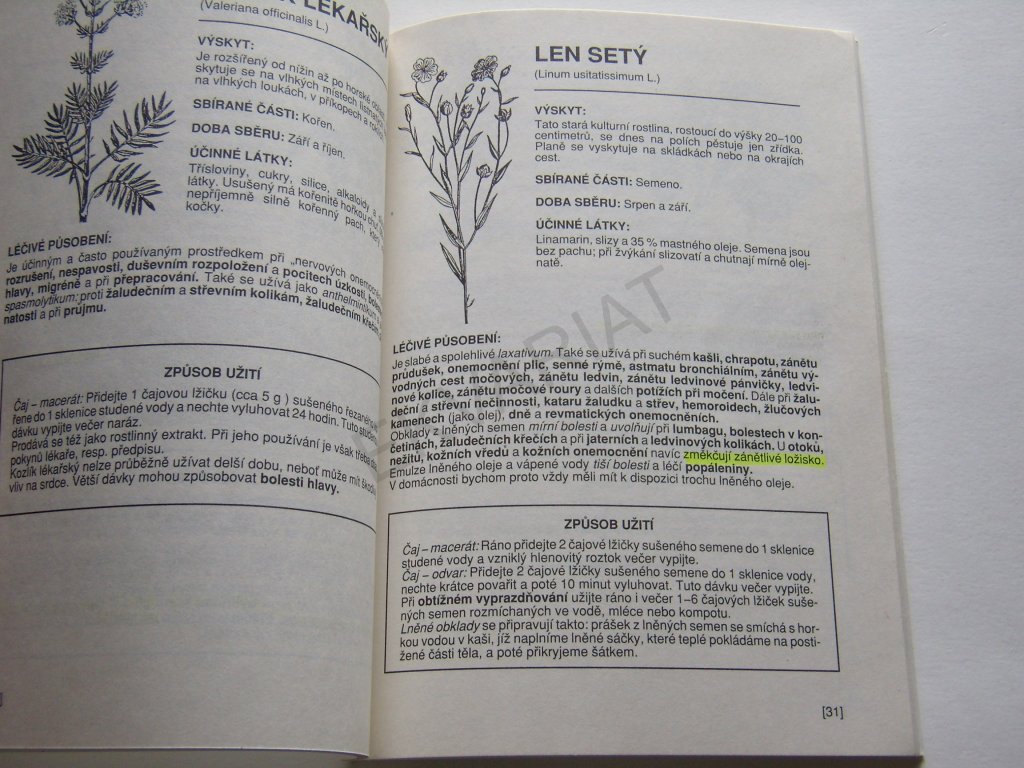 LÉKAŘSKÝ
(Valeriana officinalis L.)
VÝSKYT:
Je rozšířený od nížin až po horské
skytuje se na vlhkých místech
na vlhkých loukách, v příkopech a
SBÍRANÉ ČÁSTI: Kořen.
DOBA SBĚRU: Září a říjen.
ÚČINNÉ LÁTKY:
Třísloviny, cukry, silice, alkaloidy a
látky. Usušený má kořenitě hořkou chuť
nepříjemně silně kořenný pach, který
kočky.
LÉČIVÉ PŮSOBENÍ:
Je účinným a často používaným prostředkem při „nervových
rozrušení, nespavosti, duševním rozpoložení a pocitech úzkosti,
hlavy, migréně a při přepracování. Také se užívá jako anthelmintikum
spasmolytikum: proti žaludečním a střevním kolikám, žaludečním
natosti a při průjmu.
ZPŮSOB UŽITÍ
Čaj – macerát: Přidejte 1 čajovou lžičku (cca 5 g ) sušeného řezaného
řene do 1 sklenice studené vody a nechte vyluhovat 24 hodin. Tuto
dávku vypijte večer naráz.
Prodává se též jako rostlinný extrakt. Při jeho používání je však třeba
pokynů lékaře, resp. předpisu.
Kozlík lékařský nelze průběžně užívat delší dobu, neboť může mít
vliv na srdce. Větší dávky mohou způsobovat bolesti hlavy.
LEN SETÝ
(Linum usitatissimum L.)
VÝSKYT:
Tato stará kulturní rostlina, rostoucí do výšky 20–100
centimetrů, se dnes na polích pěstuje jen zřídka.
Planě se vyskytuje na skládkách nebo na okrajích
cest.
SBÍRANÉ ČÁSTI: Semeno.
DOBA SBĚRU: Srpen a září.
ÚČINNÉ LÁTKY:
Linamarin, slizy a 35 % mastného oleje. Semena jsou
bez pachu; při žvýkání slizovatí a chutnají mírně olej-
natě.
LÉČIVÉ PŮSOBENÍ:
Je slabé a spolehlivé laxativum. Také se užívá při suchém kašli, chrapotu, zánětu
průdušek, onemocnění plic, senné rýmě, astmatu bronchiálním, zánětu vý-
vodných cest močových, zánětu ledvin, zánětu ledvinové pánvičky, ledvi-
nové kolice, zánětu močové roury a dalších potížích při močení. Dále při žalu-
deční a střevní nečinnosti, kataru žaludku a střev, hemoroidech, žlučových
kamenech (jako olej), dně a revmatických onemocněních.
Obklady z lněných semen mírní bolesti a uvolňují při lumbagu, bolestech v kon-
četinách, žaludečních křečích a při jaterních a ledvinových kolikách. U otoků,
nežitů, kožních vředů a kožních onemocnění navíc změkčují zánětlivé ložisko.
Emulze lněného oleje a vápené vody tiší bolesti a léčí popáleniny.
V domácnosti bychom proto vždy měli mít k dispozici trochu lněného oleje.
ZPŮSOB UŽITÍ
Čaj – macerát: Ráno přidejte 2 čajové lžičky sušeného semene do 1 sklenice
studené vody a vzniklý hlenovitý roztok večer vypijte.
Čaj – odvar: Přidejte 2 čajové lžičky sušeného semene do 1 sklenice vody,
nechte krátce povařit a poté 10 minut vyluhovat. Tuto dávku večer vypijte.
Při obtížném vyprazdňování užijte ráno i večer 1–6 čajových lžiček suše-
ných semen rozmíchaných ve vodě, mléce nebo kompotu.
Lněné obklady se připravují takto: prášek z lněných semen se smíchá s hor-
kou vodou v kaši, jíž naplníme lněné sáčky, které teplé pokládáme na posti-
žené části těla, a poté přikryjeme šátkem.
[31]